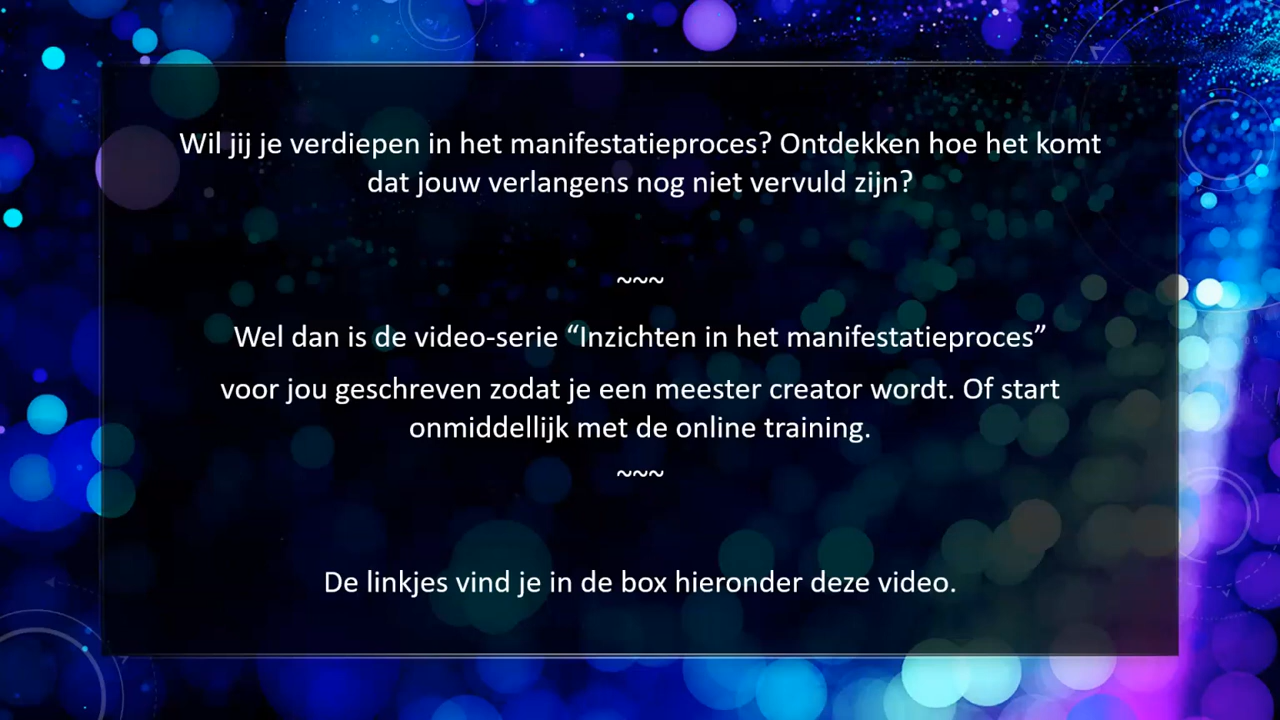 Wil jij je verdiepen in het manifestatieproces? Ontdekken hoe het komt
dat jouw verlangens nog niet vervuld zijn?
~~~
Wel dan is de video-serie “Inzichten in het manifestatieproces”
voor jou geschreven zodat je een meester creator wordt. Of start
onmiddellijk met de online training.
~~~
De linkjes vind je in de box hieronder deze video.